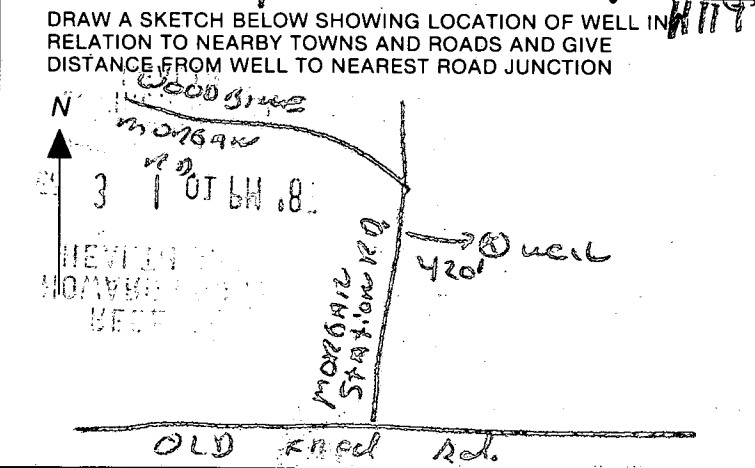 DRAW A SKETCH BELOW SHOWING LOCATION OF WELL IN
RELATION TO NEARBY TOWNS AND ROADS AND GIVE
DISTANCE FROM WELL TO NEAREST ROAD JUNCTION
WOODBINE
N
MORGAN
RD.
MORGAN
STATION RD.
420'
WELL
OLD
Rd.